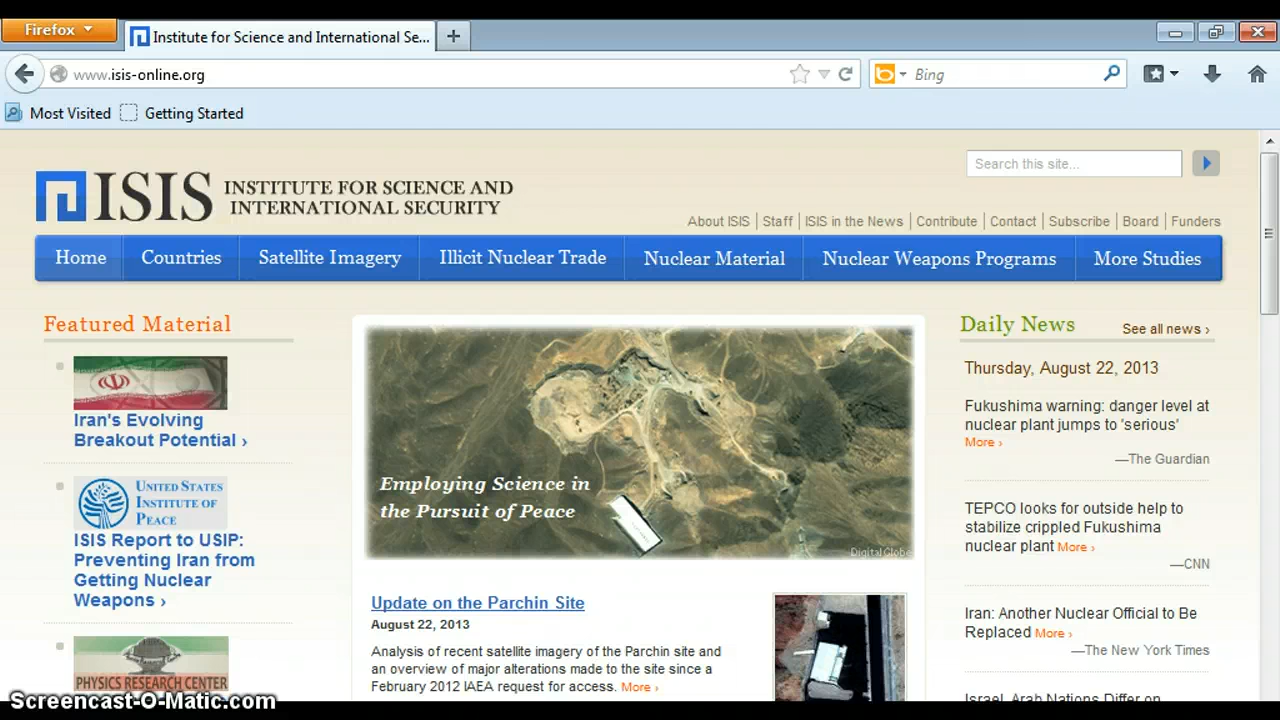 Firefox
Institute for Science and International Se...
www.isis-online.org
Bing
Most Visited
Getting Started
Search this site...
ISIS
INSTITUTE FOR SCIENCE AND
INTERNATIONAL SECURITY
About ISIS | Staff | ISIS in the News | Contribute | Contact | Subscribe | Board | Funders
Home
Countries
Satellite Imagery
Illicit Nuclear Trade
Nuclear Material
Nuclear Weapons Programs
More Studies
Featured Material
Iran's Evolving
Breakout Potential ›
UNITED STATES
INSTITUTE OF
PEACE
ISIS Report to USIP:
Preventing Iran from
Getting Nuclear
Weapons ›
PHYSICS RESEARCH CENTER
Employing Science in
the Pursuit of Peace
DigitalGlobe
Update on the Parchin Site
August 22, 2013
Analysis of recent satellite imagery of the Parchin site and
an overview of major alterations made to the site since a
February 2012 IAEA request for access. More ›
Daily News
See all news ›
Thursday, August 22, 2013
Fukushima warning: danger level at
nuclear plant jumps to 'serious'
More ›
—The Guardian
TEPCO looks for outside help to
stabilize crippled Fukushima
nuclear plant More ›
—CNN
Iran: Another Nuclear Official to Be
Replaced More ›
—The New York Times
Israel, Arab Nations Differ on
Screencast-O-Matic.com